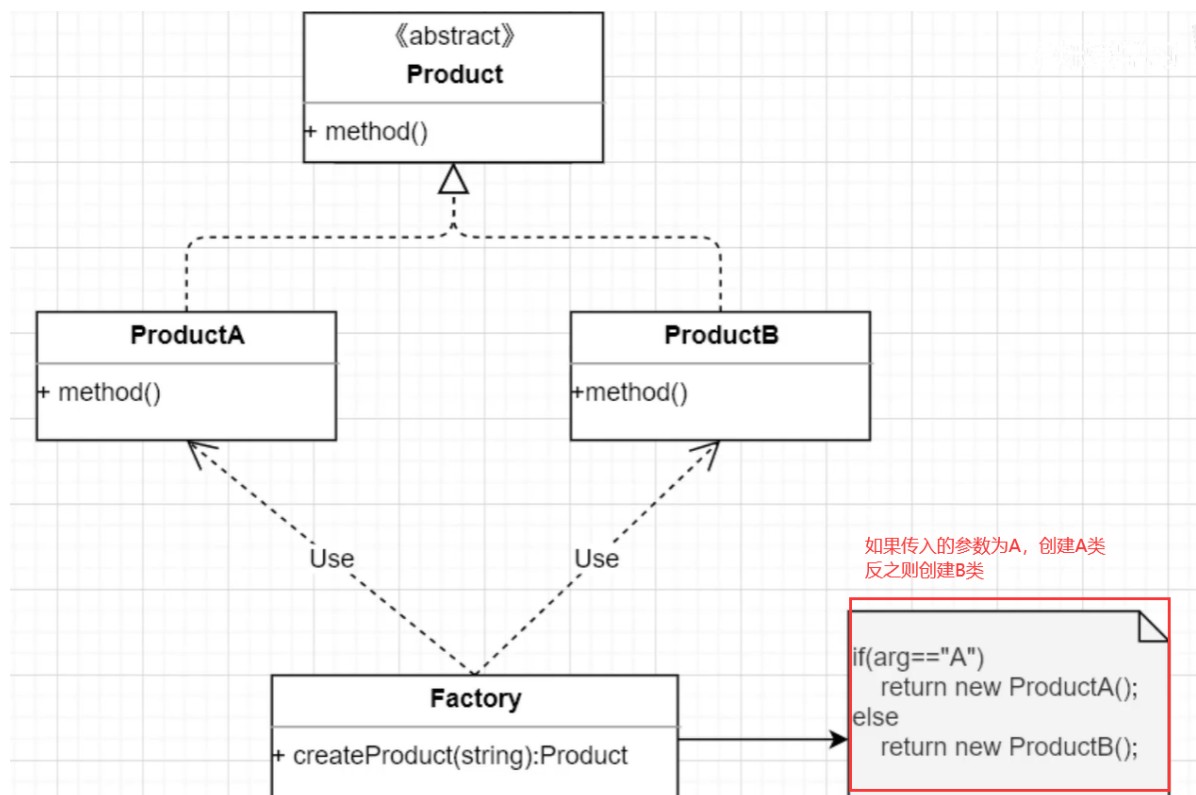 《abstract》
Product
+ method()
ProductA
+ method()
ProductB
+method()
Use
Use
如果传入的参数为A，创建A类
反之则创建B类
Factory
+ createProduct(string):Product
if(arg=="A")
return new ProductA();
else
return new ProductB();